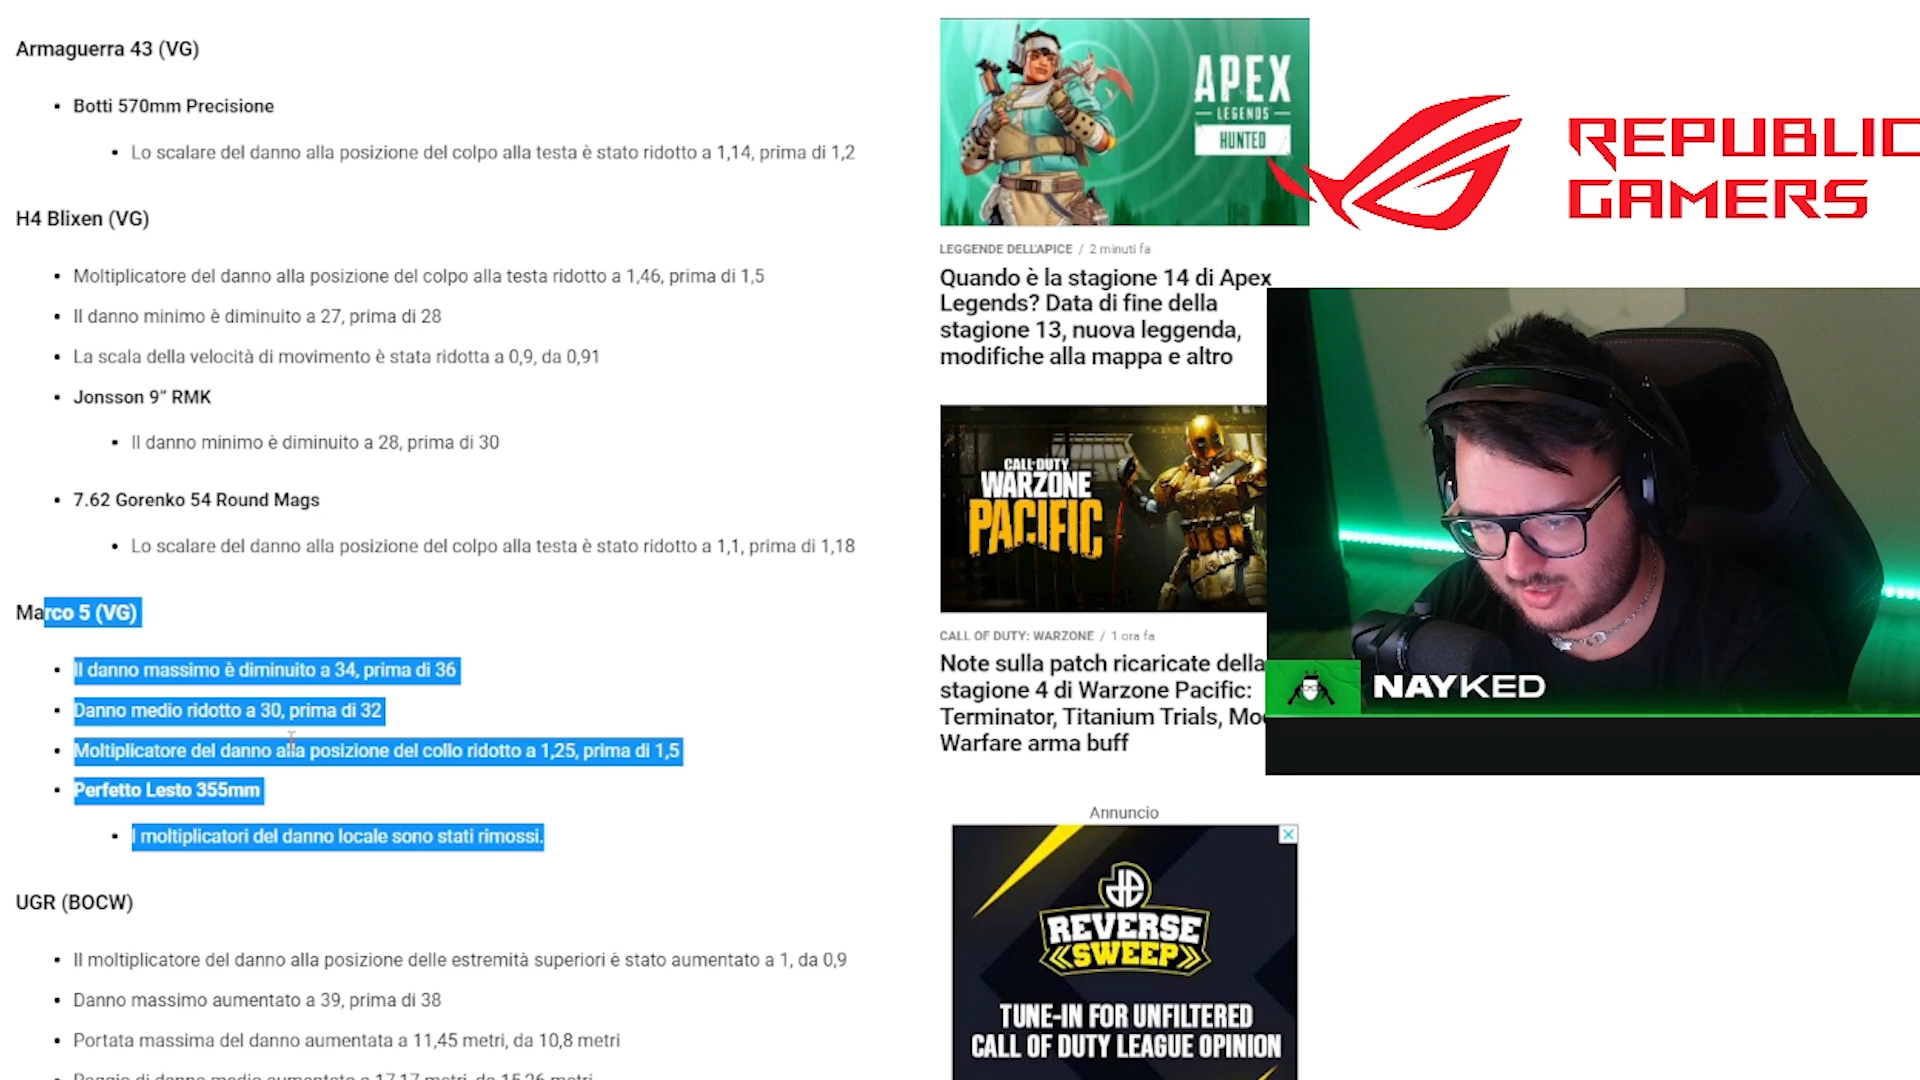 Armaguerra 43 (VG)
Botti 570mm Precisione
Lo scalare del danno alla posizione del colpo alla testa è stato ridotto a 1,14, prima di 1,2
H4 Blixen (VG)
Moltiplicatore del danno alla posizione del colpo alla testa ridotto a 1,46, prima di 1,5
Il danno minimo è diminuito a 27, prima di 28
La scala della velocità di movimento è stata ridotta a 0,9, da 0,91
Jonsson 9” RMK
Il danno minimo è diminuito a 28, prima di 30
7.62 Gorenko 54 Round Mags
Lo scalare del danno alla posizione del colpo alla testa è stato ridotto a 1,1, prima di 1,18
Marco 5 (VG)
Il danno massimo è diminuito a 34, prima di 36
Danno medio ridotto a 30, prima di 32
Moltiplicatore del danno alla posizione del collo ridotto a 1,25, prima di 1,5
Perfetto Lesto 355mm
I moltiplicatori del danno locale sono stati rimossi.
UGR (BOCW)
Il moltiplicatore del danno alla posizione delle estremità superiori è stato aumentato a 1, da 0,9
Danno massimo aumentato a 39, prima di 38
Portata massima del danno aumentata a 11,45 metri, da 10,8 metri
Raggio di danno medio aumentato a 17,17 metri, da 15,26 metri
APEX
LEGENDS
HUNTED
LEGGENDE DELL'APICE / 2 minuti fa
Quando è la stagione 14 di Apex
Legends? Data di fine della
stagione 13, nuova leggenda,
modifiche alla mappa e altro
CALL OF DUTY
WARZONE
PACIFIC
CALL OF DUTY: WARZONE / 1 ora fa
Note sulla patch ricaricate della
stagione 4 di Warzone Pacific:
Terminator, Titanium Trials, Mo
Warfare arma buff
Annuncio
REVERSE
SWEEP
TUNE-IN FOR UNFILTERED
CALL OF DUTY LEAGUE OPINION
REPUBLIC
GAMERS
NAYKED